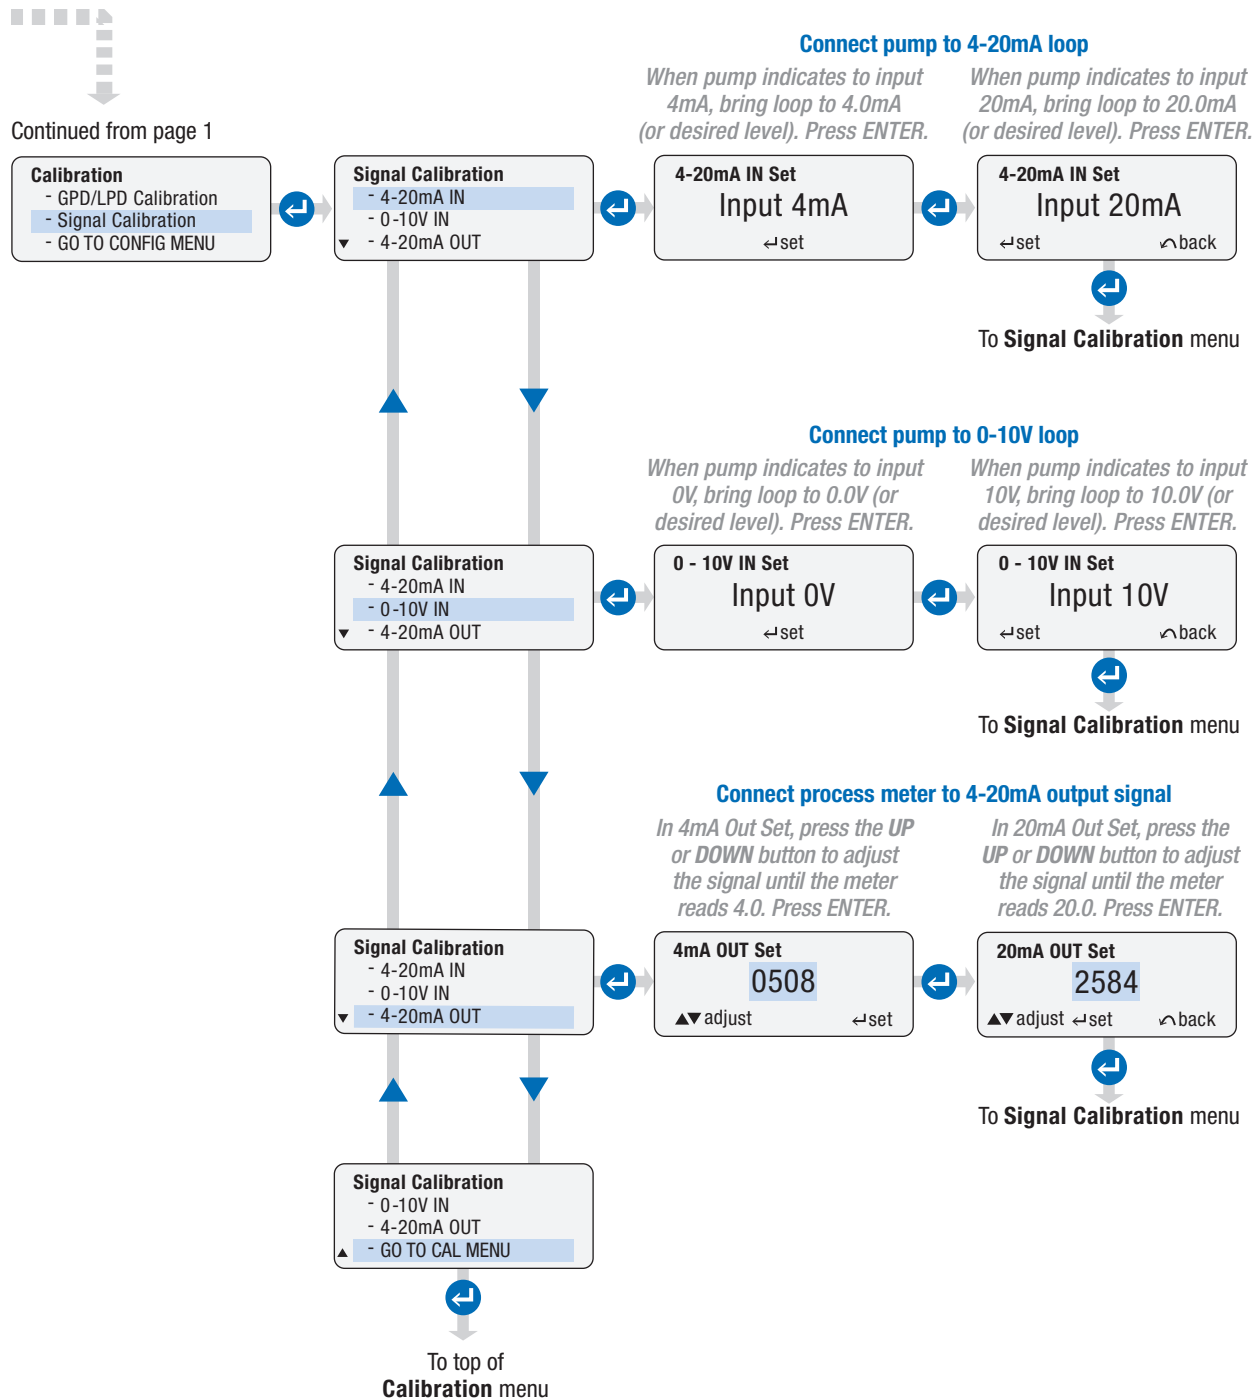 Continued from page 1
Calibration
- GPD/LPD Calibration
- Signal Calibration
- GO TO CONFIG MENU
Signal Calibration
- 4-20mA IN
- 0-10V IN
▼ - 4-20mA OUT
Connect pump to 4-20mA loop
When pump indicates to input
4mA, bring loop to 4.0mA
(or desired level). Press ENTER.
4-20mA IN Set
Input 4mA
↵set
When pump indicates to input
20mA, bring loop to 20.0mA
(or desired level). Press ENTER.
4-20mA IN Set
Input 20mA
↵set ↶back
To Signal Calibration menu
Connect pump to 0-10V loop
When pump indicates to input
0V, bring loop to 0.0V (or
desired level). Press ENTER.
When pump indicates to input
10V, bring loop to 10.0V (or
desired level). Press ENTER.
Signal Calibration
- 4-20mA IN
- 0-10V IN
▼ - 4-20mA OUT
0 - 10V IN Set
Input 0V
↵set
0 - 10V IN Set
Input 10V
↵set ↶back
To Signal Calibration menu
Connect process meter to 4-20mA output signal
In 4mA Out Set, press the UP
or DOWN button to adjust
the signal until the meter
reads 4.0. Press ENTER.
In 20mA Out Set, press the
UP or DOWN button to adjust
the signal until the meter
reads 20.0. Press ENTER.
Signal Calibration
- 4-20mA IN
- 0-10V IN
▼ - 4-20mA OUT
4mA OUT Set
0508
▲▼ adjust ↵set
20mA OUT Set
2584
▲▼ adjust ↵set ↶back
To Signal Calibration menu
Signal Calibration
- 0-10V IN
- 4-20mA OUT
▲ - GO TO CAL MENU
To top of
Calibration menu